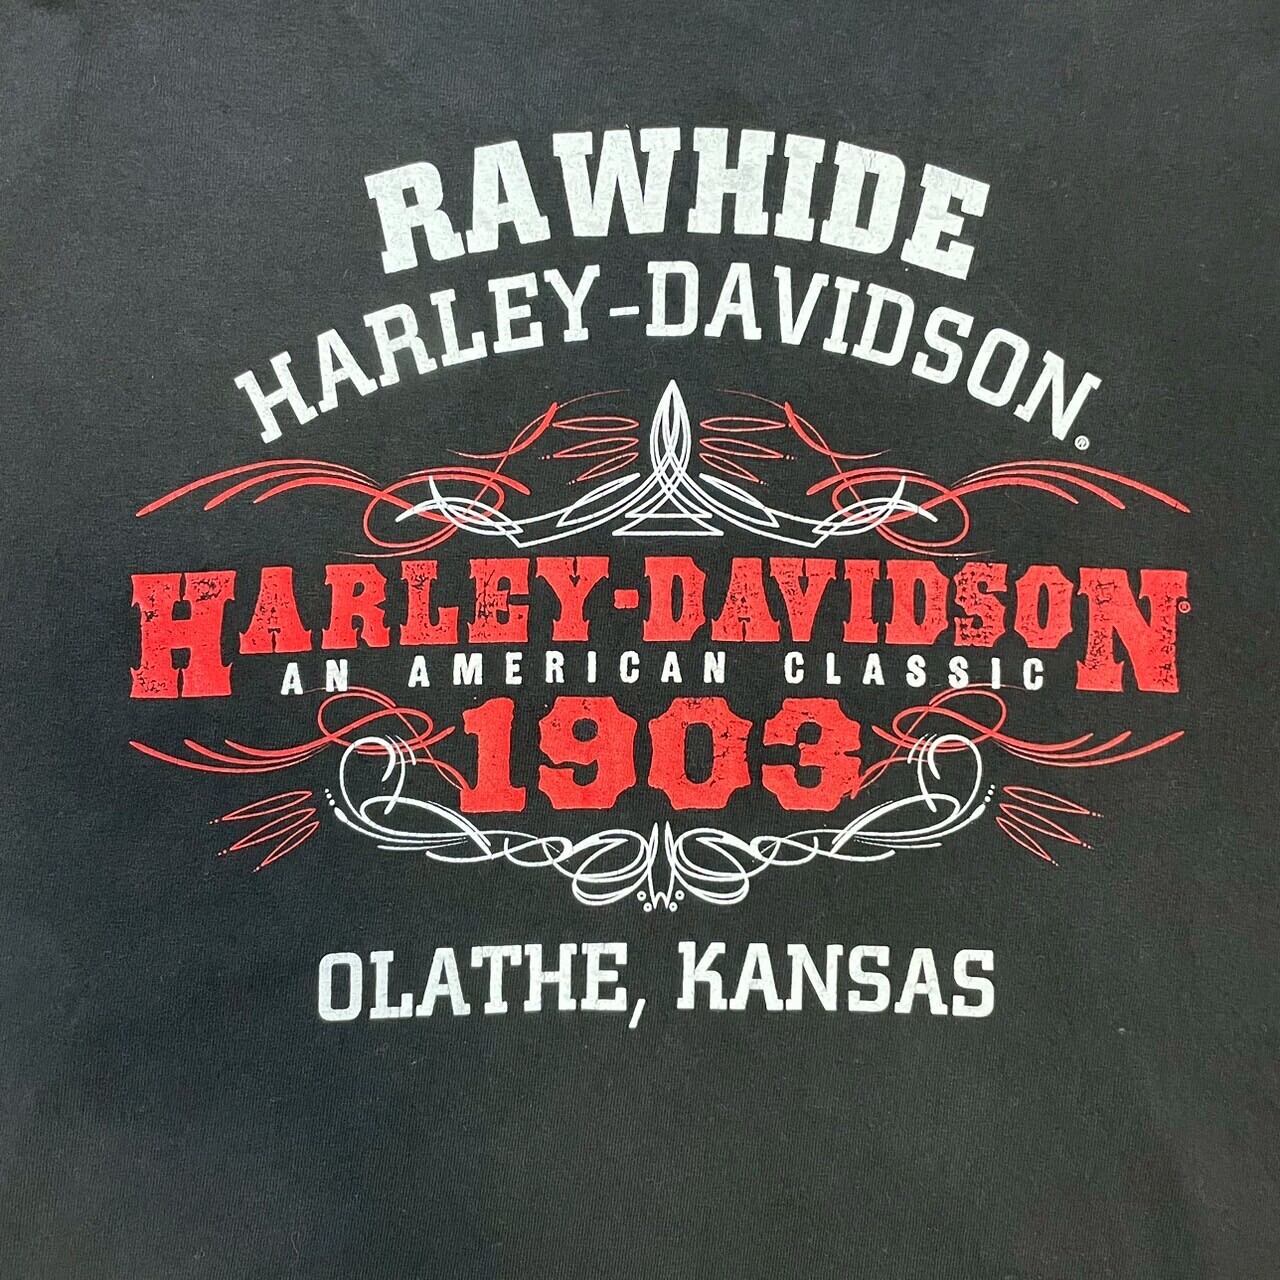 RAWHIDE
HARLEY-DAVIDSON®
HARLEY-DAVIDSON®
AN AMERICAN CLASSIC
1903
OLATHE, KANSAS